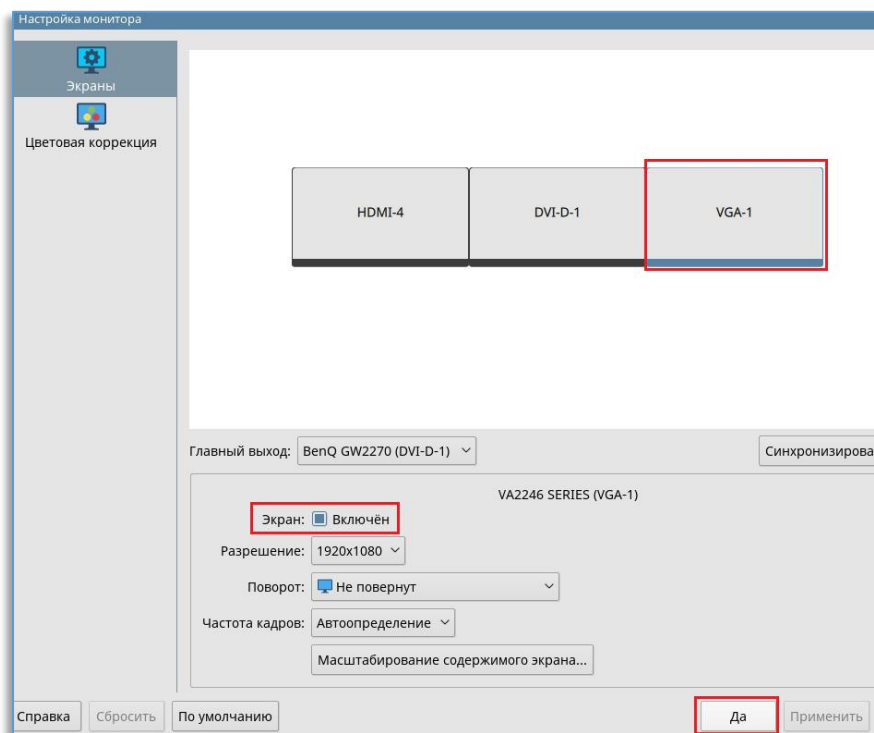 Настройка монитора
Экраны
Цветовая коррекция
HDMI-4
DVI-D-1
VGA-1
Главный выход: BenQ GW2270 (DVI-D-1)
Синхронизирова
VA2246 SERIES (VGA-1)
Экран: Включён
Разрешение: 1920x1080
Поворот: Не повернут
Частота кадров: Автоопределение
Масштабирование содержимого экрана...
Справка Сбросить По умолчанию Да Применить